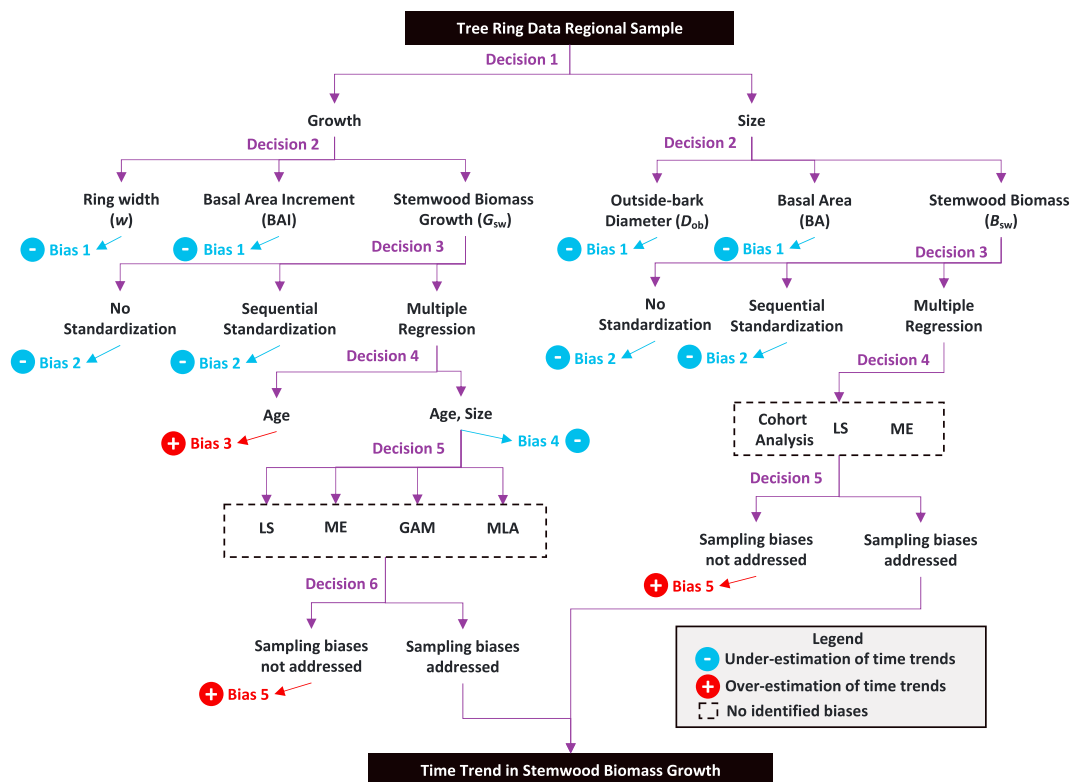 Tree Ring Data Regional Sample
Decision 1
Growth
Size
Decision 2
Decision 2
Ring width
(w)
Basal Area Increment
(BAI)
Stemwood Biomass
Growth (Gsw)
Outside-bark
Diameter (Dob)
Basal Area
(BA)
Stemwood Biomass
(Bsw)
- Bias 1
- Bias 1
Decision 3
- Bias 1
- Bias 1
Decision 3
No
Standardization
Sequential
Standardization
Multiple
Regression
No
Standardization
Sequential
Standardization
Multiple
Regression
- Bias 2
- Bias 2
Decision 4
- Bias 2
- Bias 2
Decision 4
Age
Age, Size
+ Bias 3
Bias 4 -
Cohort
Analysis
LS
ME
Decision 5
Decision 5
LS
ME
GAM
MLA
Sampling biases
not addressed
Sampling biases
addressed
+ Bias 5
Decision 6
Sampling biases
not addressed
Sampling biases
addressed
+ Bias 5
Legend
- Under-estimation of time trends
+ Over-estimation of time trends
No identified biases
Time Trend in Stemwood Biomass Growth